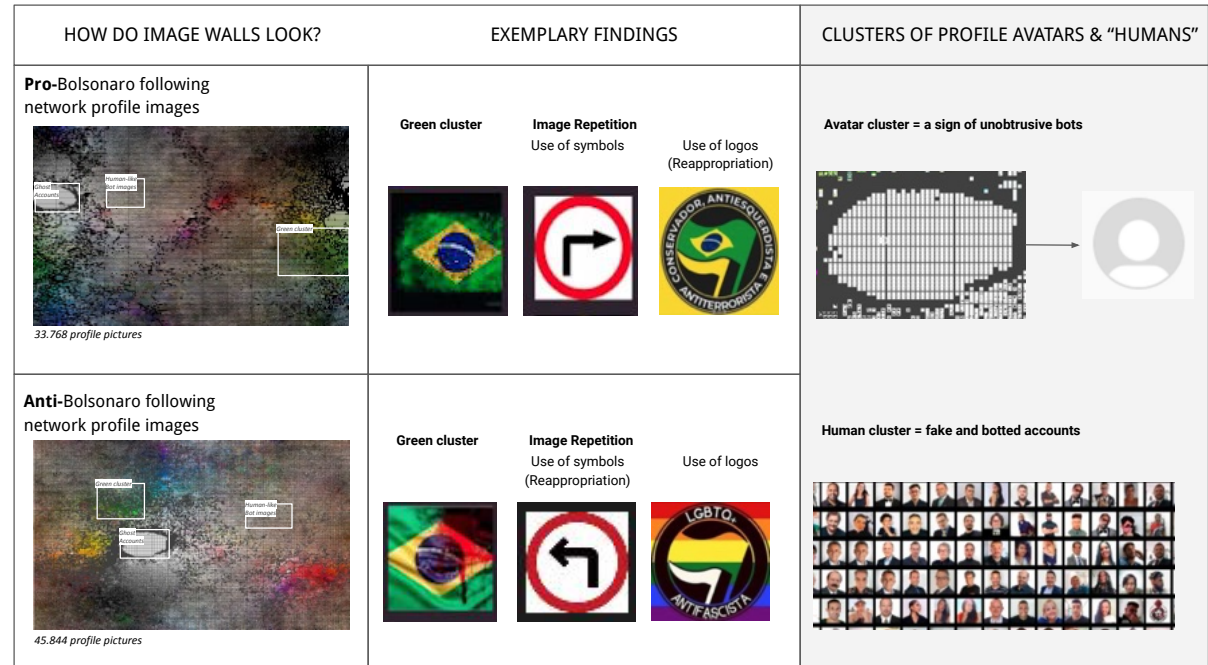 HOW DO IMAGE WALLS LOOK?
EXEMPLARY FINDINGS
CLUSTERS OF PROFILE AVATARS & “HUMANS”
Pro-Bolsonaro following
network profile images
Ghost
Accounts
Human-like
Bot images
Green cluster
33.768 profile pictures
Green cluster
Image Repetition
Use of symbols
Use of logos
(Reappropriation)
CONSERVADOR, ANTIESQUERDISTA E
ANTITERRORISTA
Avatar cluster = a sign of unobtrusive bots
Anti-Bolsonaro following
network profile images
Green cluster
Ghost
Accounts
Human-like
Bot images
45.844 profile pictures
Green cluster
Image Repetition
Use of symbols
(Reappropriation)
Use of logos
LGBTQ+
ANTIFASCISTA
Human cluster = fake and botted accounts